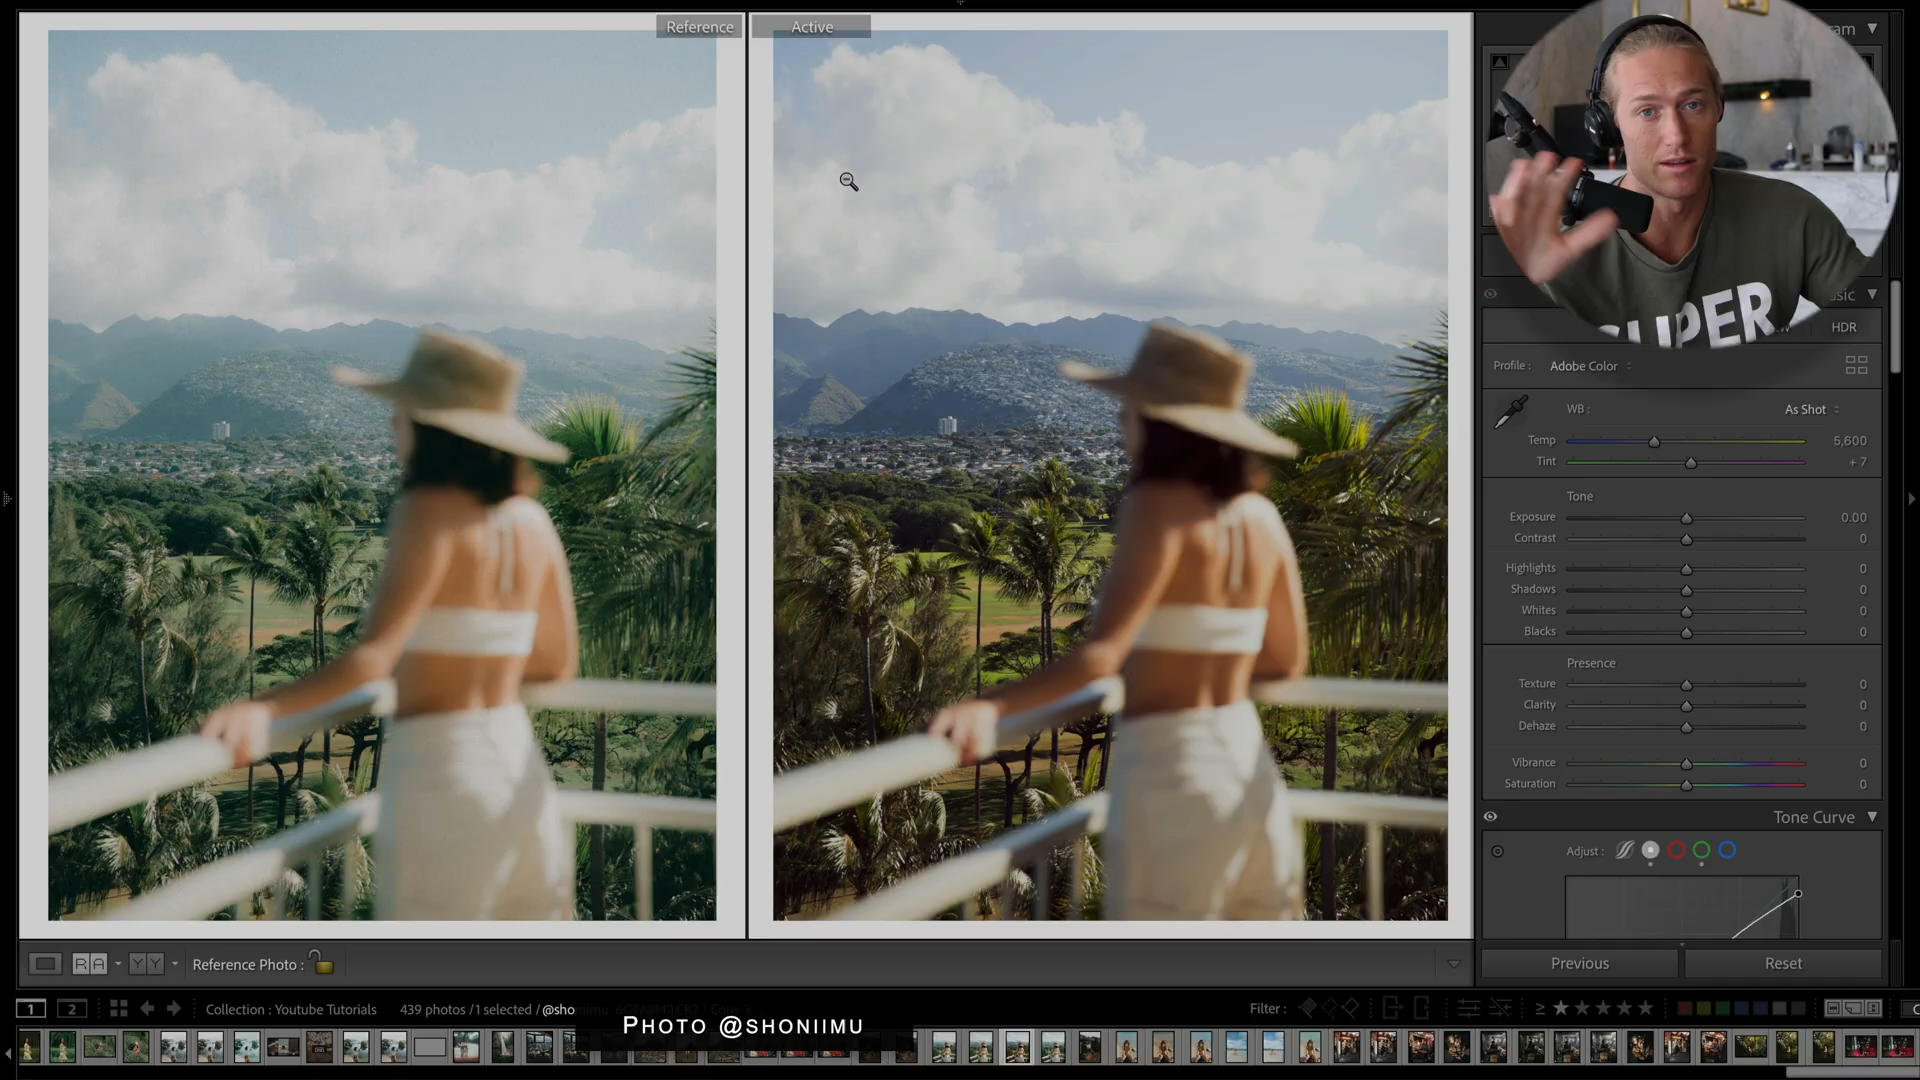 Reference
Active
HDR
SUPER
Profile : Adobe Color
WB : As Shot
Temp 5,600
Tint + 7
Tone
Exposure 0.00
Contrast 0
Highlights 0
Shadows 0
Whites 0
Blacks 0
Presence
Texture 0
Clarity 0
Dehaze 0
Vibrance 0
Saturation 0
Tone Curve
Adjust :
RA YY Reference Photo :
Previous Reset
1 2 Collection : Youtube Tutorials 439 photos /1 selected / @sho
Filter : ≥
PHOTO @SHONIIMU